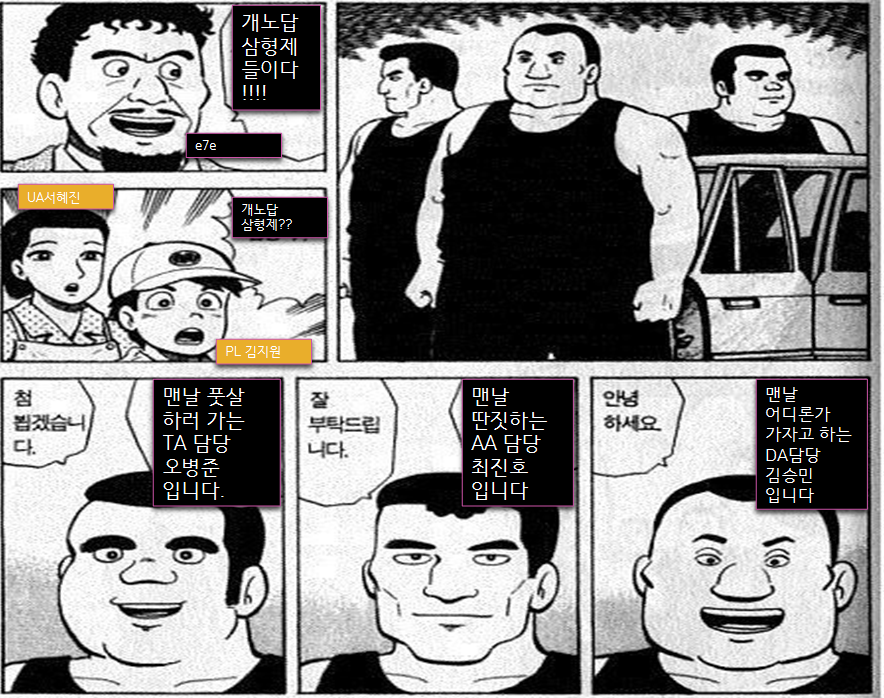 개노답
삼형제
들이다
!!!!
e7e
UA서혜진
개노답
삼형제??
PL 김지원
첨
뵙겠습니
다.
맨날 풋살
하러 가는
TA 담당
오병준
입니다.
잘
부탁드립
니다.
맨날
딴짓하는
AA 담당
최진호
입니다
안녕
하세요
맨날
어디론가
가자고 하는
DA담당
김승민
입니다